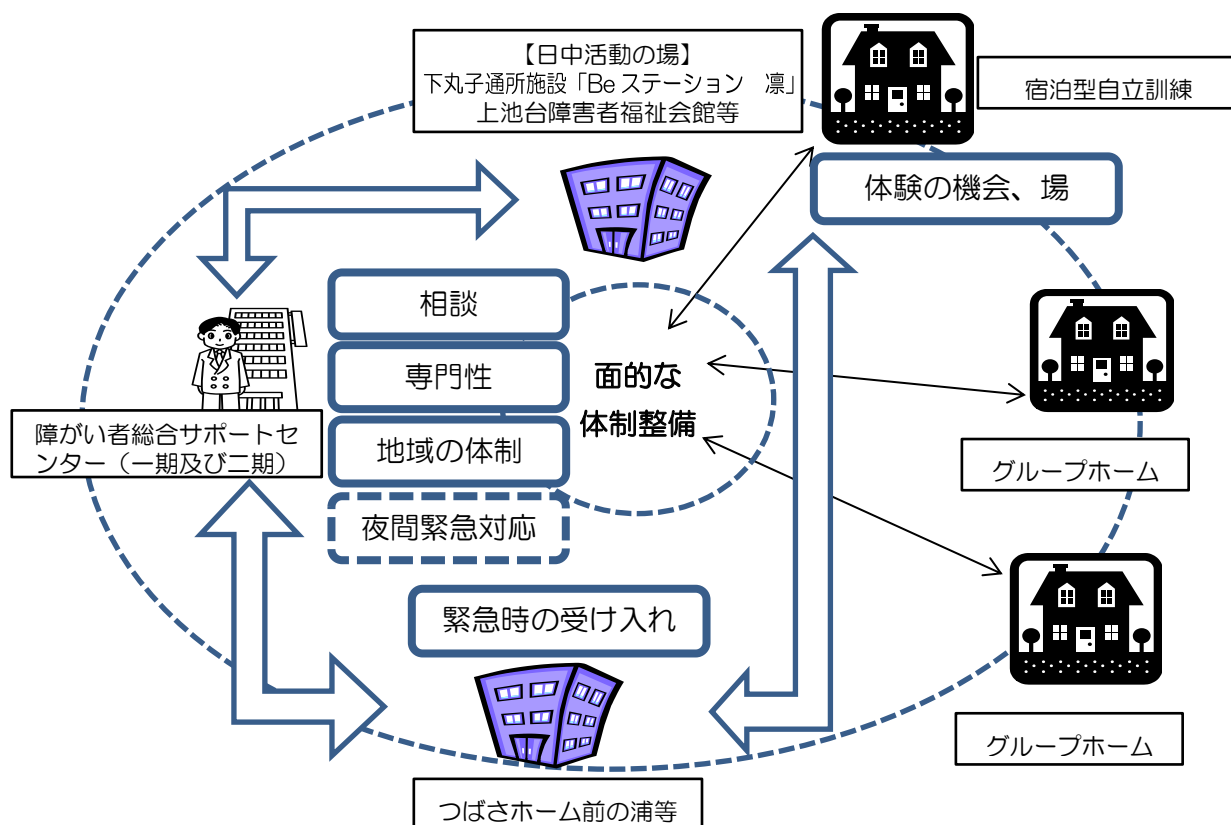 【日中活動の場】
下丸子通所施設「Beステーション　凛」
上池台障害者福祉会館等
宿泊型自立訓練
体験の機会、場
相談
専門性
地域の体制
夜間緊急対応
面的な
体制整備
障がい者総合サポートセ
ンター（一期及び二期）
グループホーム
緊急時の受け入れ
グループホーム
つばさホーム前の浦等